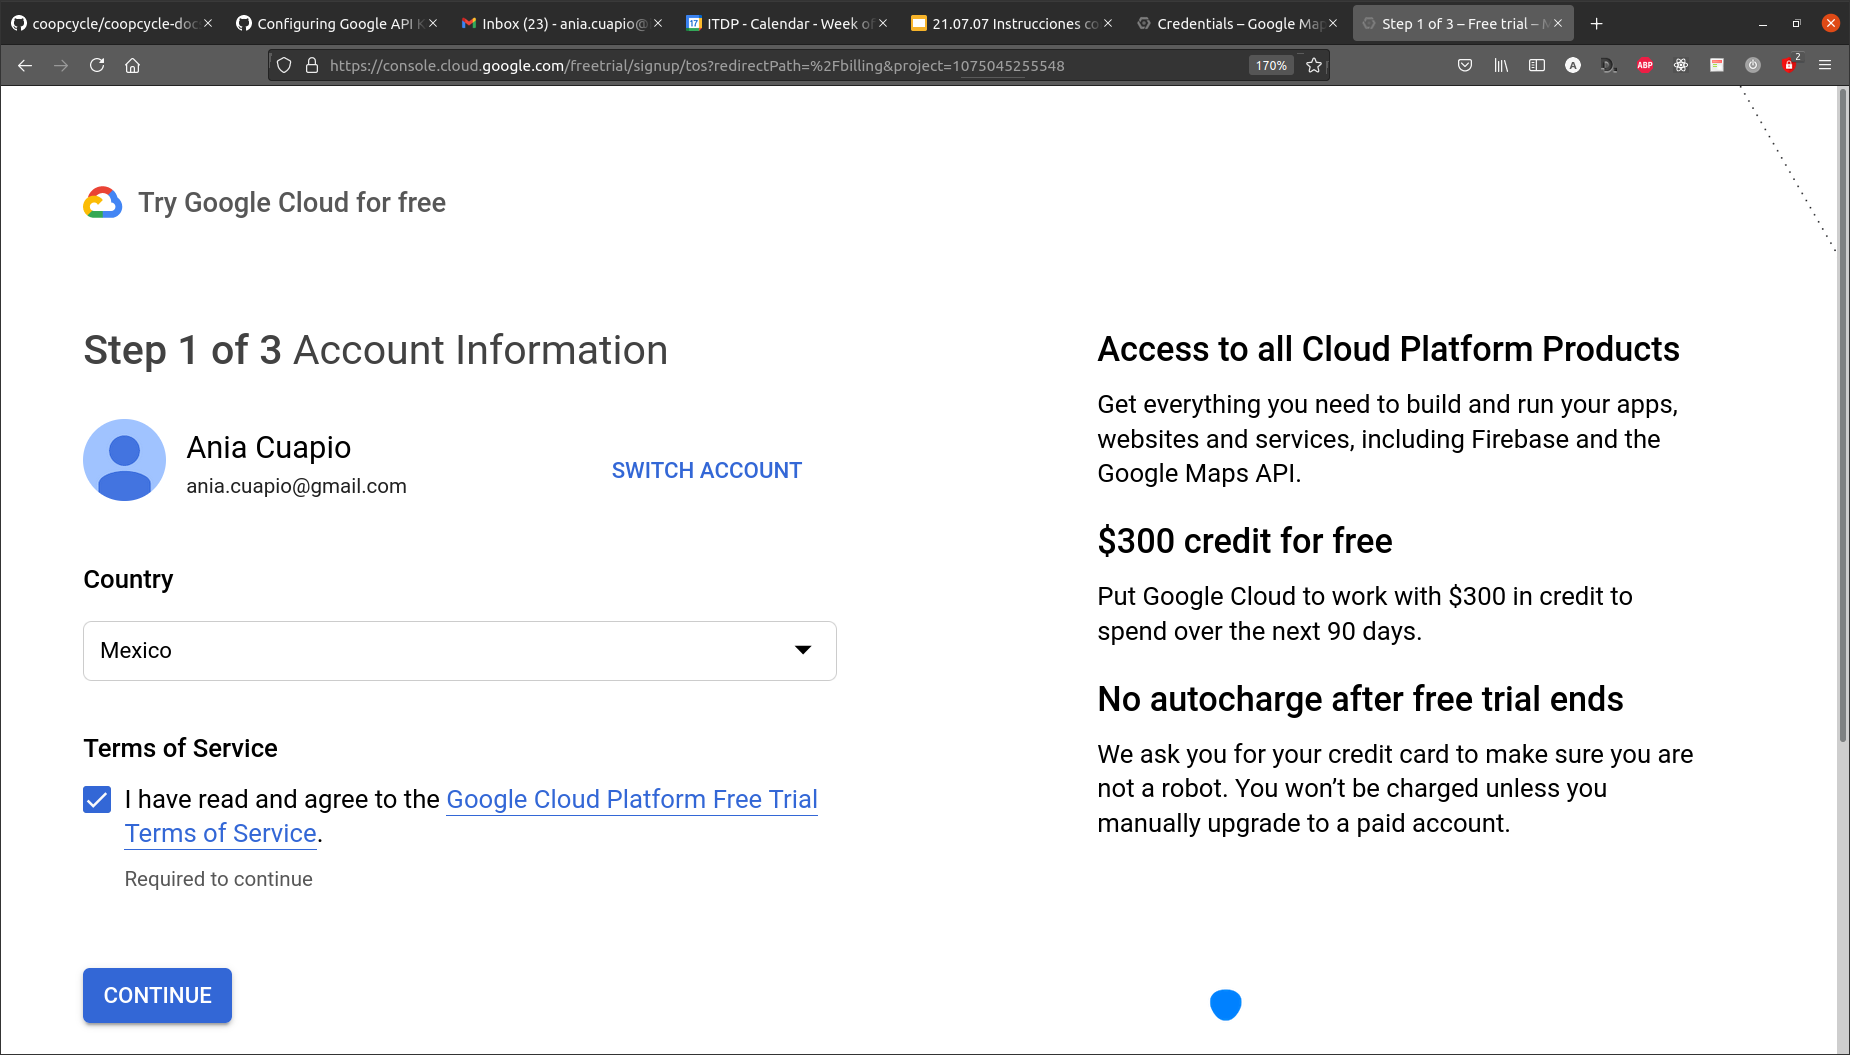 coopcycle/coopcycle-doc
Configuring Google API K
Inbox (23) - ania.cuapio@
ITDP - Calendar - Week of
21.07.07 Instrucciones co
Credentials – Google Map
Step 1 of 3 – Free trial – M
https://console.cloud.google.com/freetrial/signup/tos?redirectPath=%2Fbilling&project=1075045255548
170%
ABP
2
Try Google Cloud for free
Step 1 of 3 Account Information
Ania Cuapio
ania.cuapio@gmail.com
SWITCH ACCOUNT
Country
Mexico
Terms of Service
I have read and agree to the Google Cloud Platform Free Trial
Terms of Service.
Required to continue
CONTINUE
Access to all Cloud Platform Products
Get everything you need to build and run your apps,
websites and services, including Firebase and the
Google Maps API.
$300 credit for free
Put Google Cloud to work with $300 in credit to
spend over the next 90 days.
No autocharge after free trial ends
We ask you for your credit card to make sure you are
not a robot. You won’t be charged unless you
manually upgrade to a paid account.